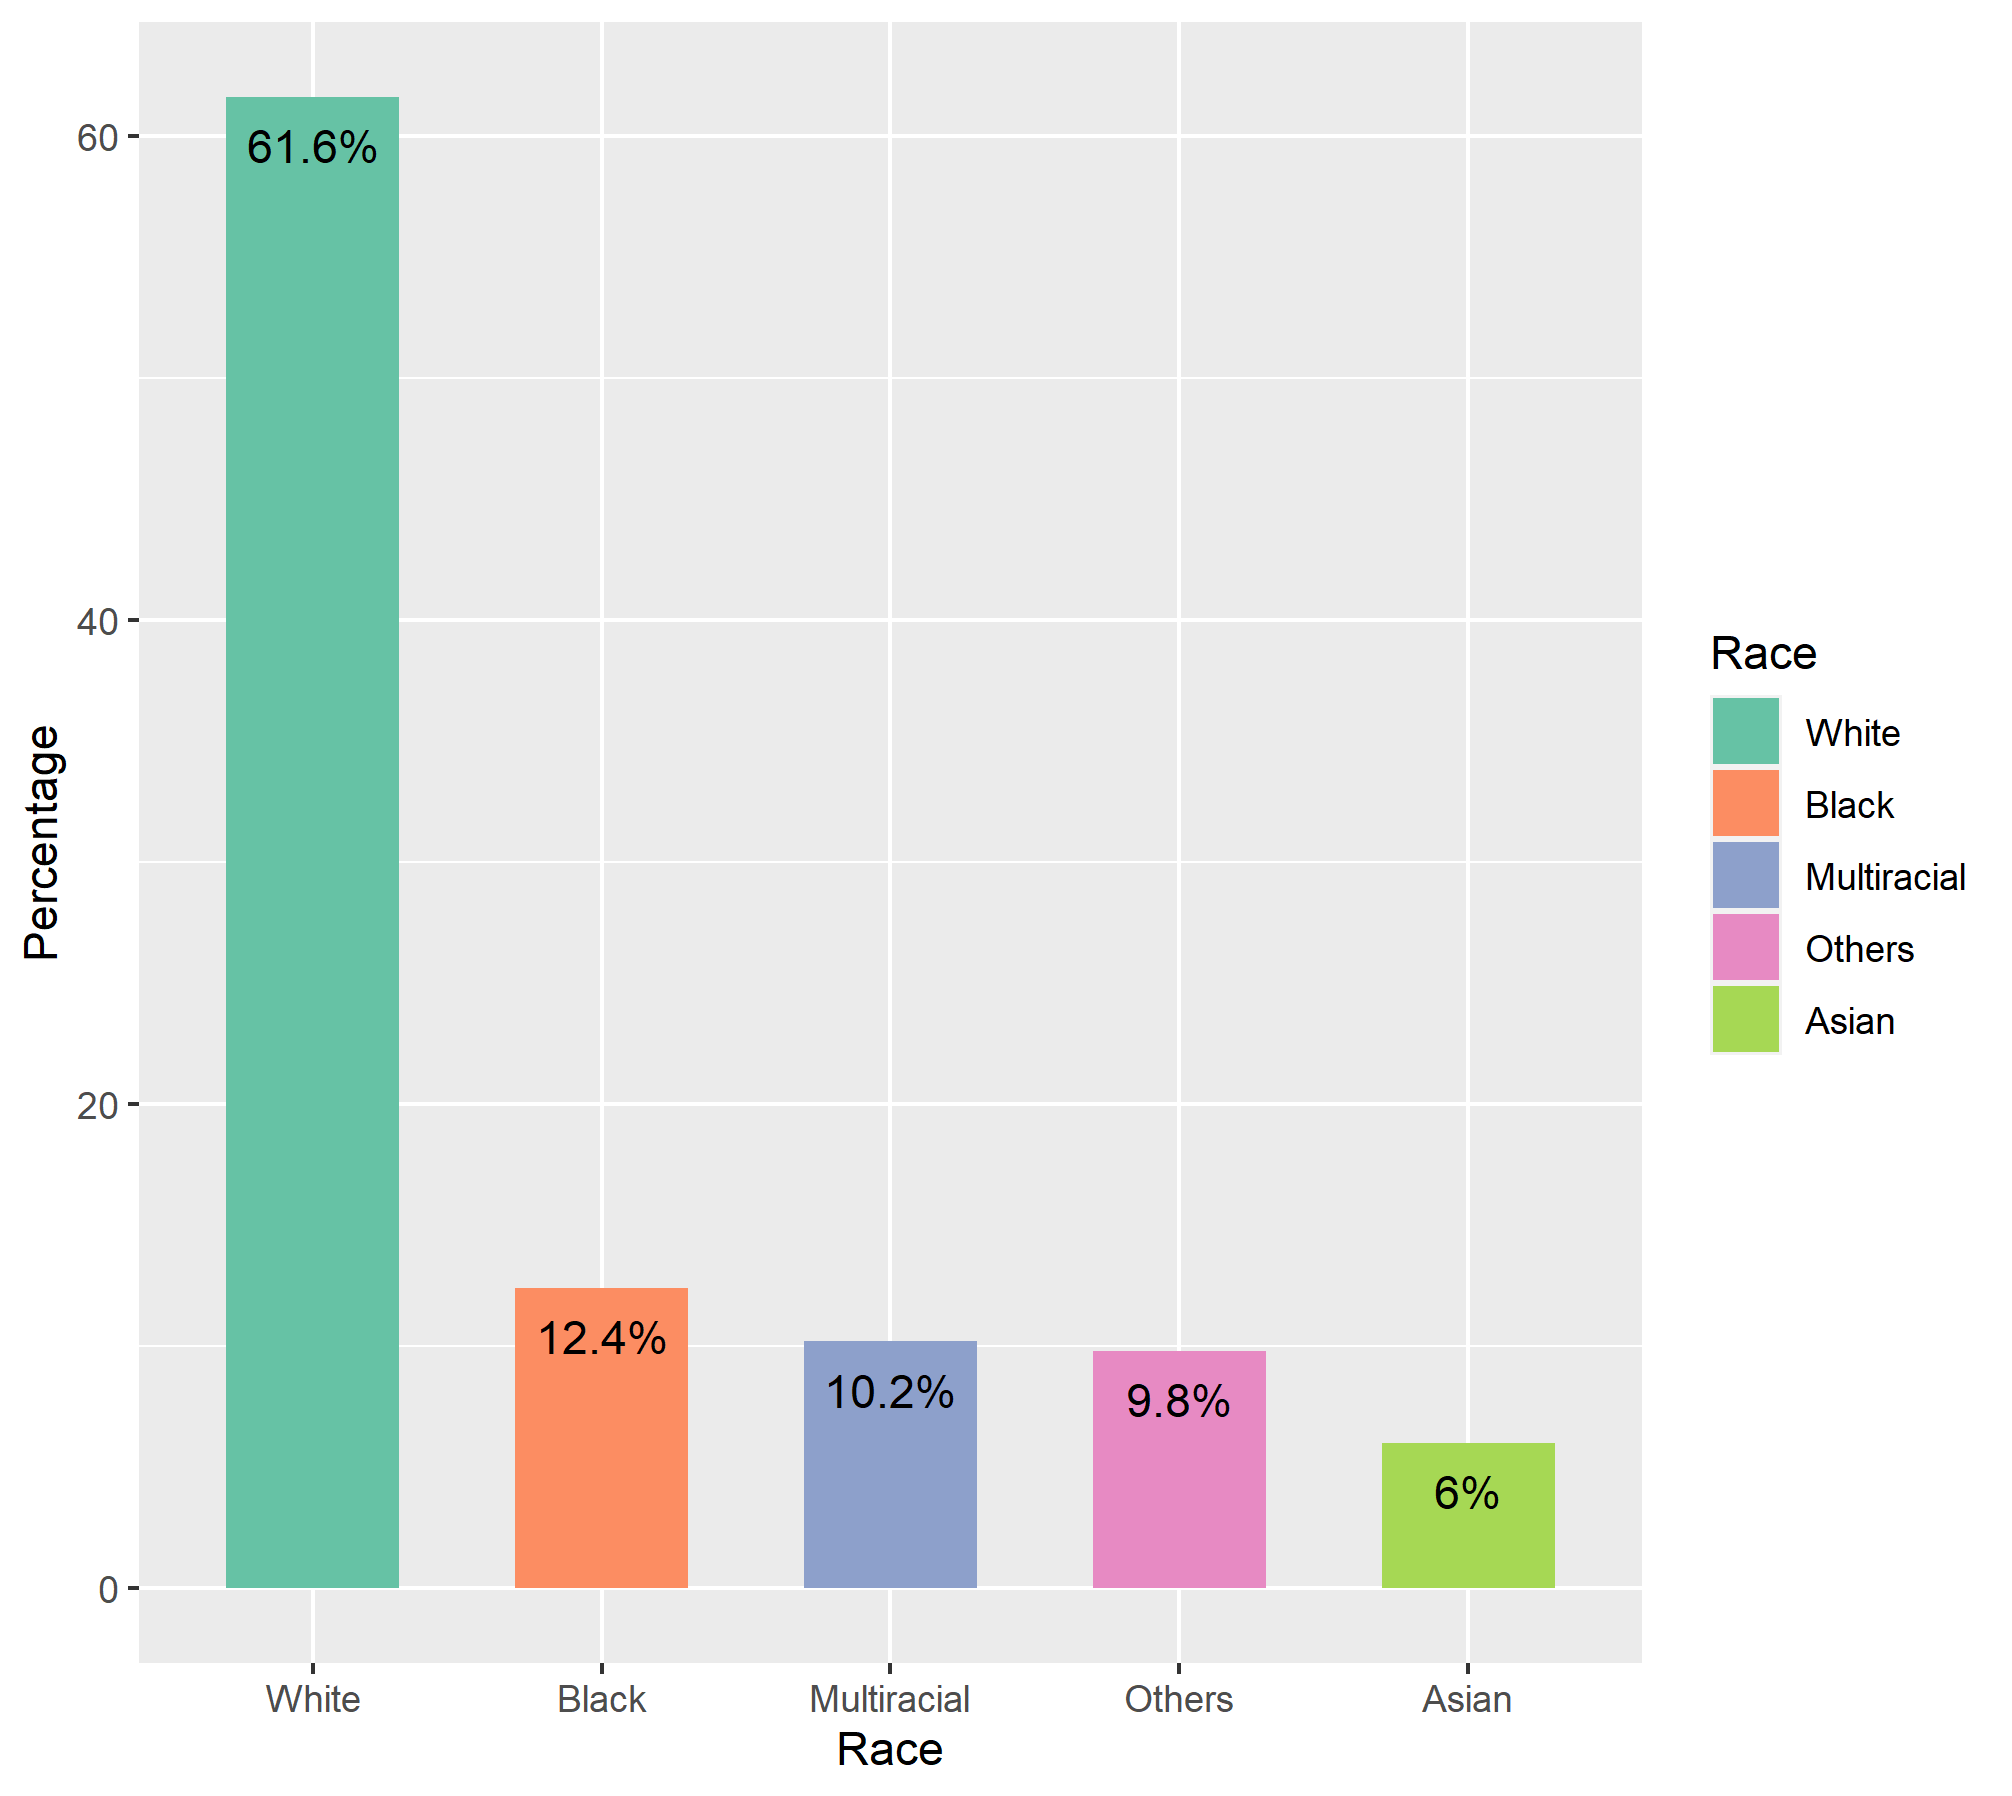 60
40
20
0
Percentage
61.6%
12.4%
10.2%
9.8%
6%
White
Black
Multiracial
Others
Asian
Race
Race
White
Black
Multiracial
Others
Asian